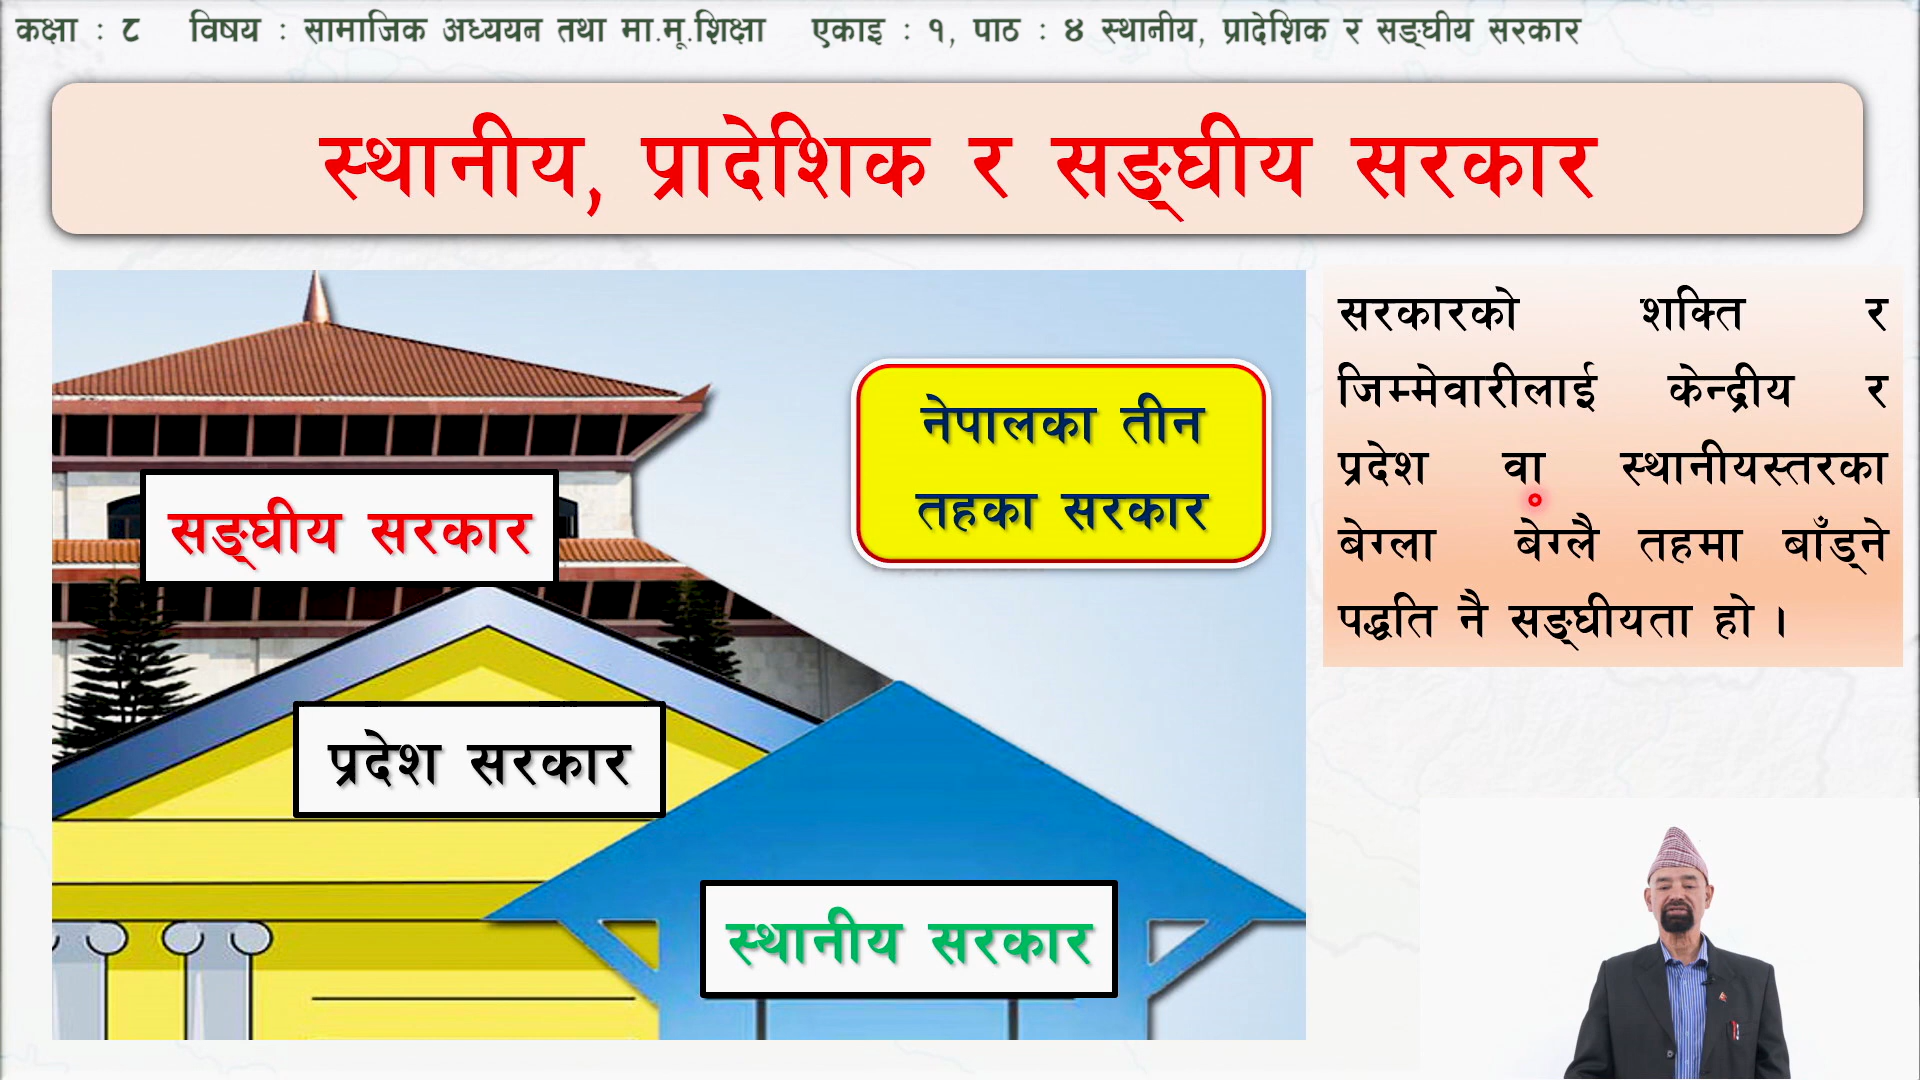 कक्षा : ८ विषय : सामाजिक अध्ययन तथा मा.मू.शिक्षा एकाइ : १, पाठ : ४ स्थानीय, प्रादेशिक र सङ्घीय सरकार
स्थानीय, प्रादेशिक र सङ्घीय सरकार
नेपालका तीन
तहका सरकार
सङ्घीय सरकार
प्रदेश सरकार
स्थानीय सरकार
सरकारको शक्ति र
जिम्मेवारीलाई केन्द्रीय र
प्रदेश वा स्थानीयस्तरका
बेग्ला बेग्लै तहमा बाँड्ने
पद्धति नै सङ्घीयता हो ।